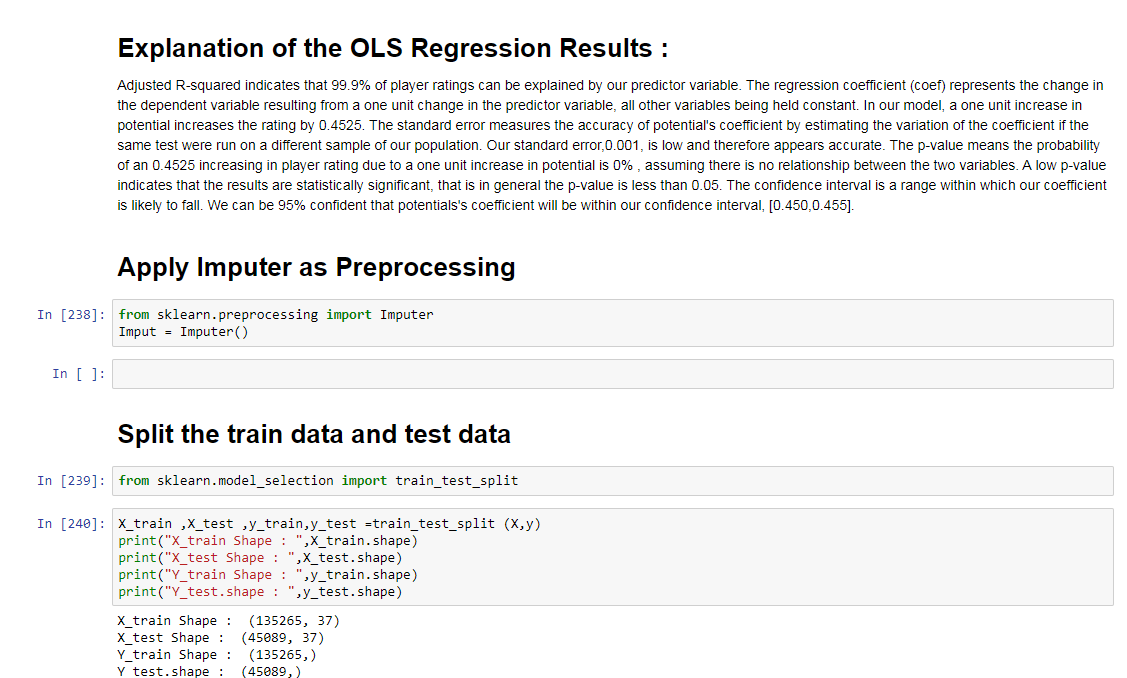 Explanation of the OLS Regression Results :
Adjusted R-squared indicates that 99.9% of player ratings can be explained by our predictor variable. The regression coefficient (coef) represents the change in
the dependent variable resulting from a one unit change in the predictor variable, all other variables being held constant. In our model, a one unit increase in
potential increases the rating by 0.4525. The standard error measures the accuracy of potential's coefficient by estimating the variation of the coefficient if the
same test were run on a different sample of our population. Our standard error,0.001, is low and therefore appears accurate. The p-value means the probability
of an 0.4525 increasing in player rating due to a one unit increase in potential is 0% , assuming there is no relationship between the two variables. A low p-value
indicates that the results are statistically significant, that is in general the p-value is less than 0.05. The confidence interval is a range within which our coefficient
is likely to fall. We can be 95% confident that potentials's coefficient will be within our confidence interval, [0.450,0.455].
Apply Imputer as Preprocessing
In [238]: from sklearn.preprocessing import Imputer
Imput = Imputer()
In [ ]:
Split the train data and test data
In [239]: from sklearn.model_selection import train_test_split
In [240]: X_train ,X_test ,y_train,y_test =train_test_split (X,y)
print("X_train Shape : ",X_train.shape)
print("X_test Shape : ",X_test.shape)
print("Y_train Shape : ",y_train.shape)
print("Y_test.shape : ",y_test.shape)
X_train Shape :  (135265, 37)
X_test Shape :  (45089, 37)
Y_train Shape :  (135265,)
Y_test.shape :  (45089,)